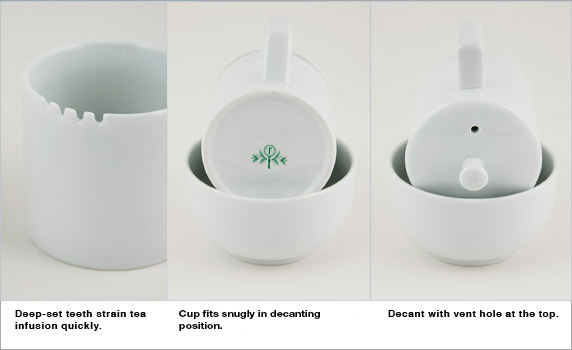 Deep-set teeth strain tea
infusion quickly.
Cup fits snugly in decanting
position.
Decant with vent hole at the top.